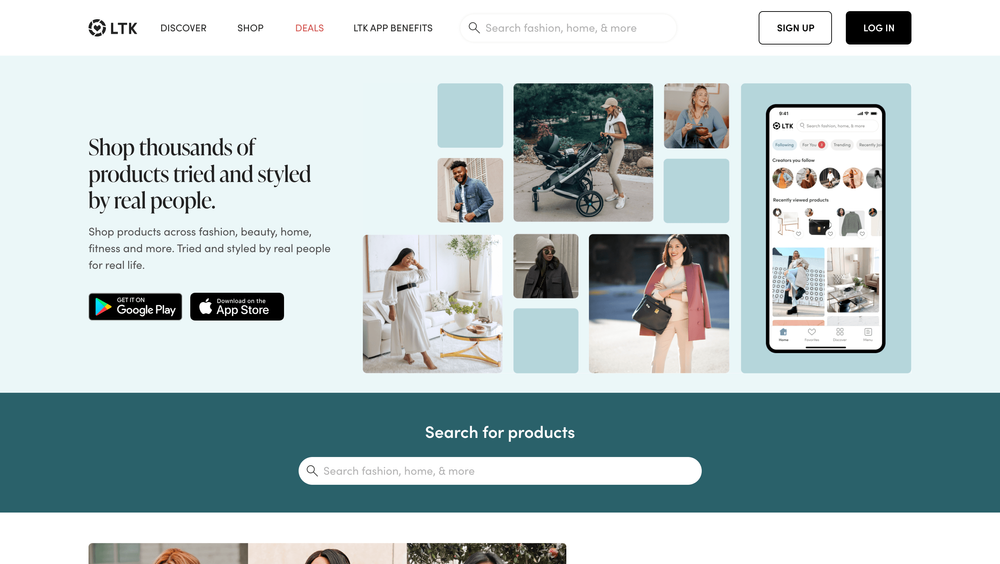 LTK
DISCOVER
SHOP
DEALS
LTK APP BENEFITS
Search fashion, home, & more
SIGN UP
LOG IN
Shop thousands of
products tried and styled
by real people.
Shop products across fashion, beauty, home,
fitness and more. Tried and styled by real people
for real life.
GET IT ON
Google Play
Download on the
App Store
9:41
LTK
Search fashion, home, & more
Following
For You
Trending
Recently joi
Creators you follow
Recently viewed products
Home
Favorites
Discover
Menu
Search for products
Search fashion, home, & more